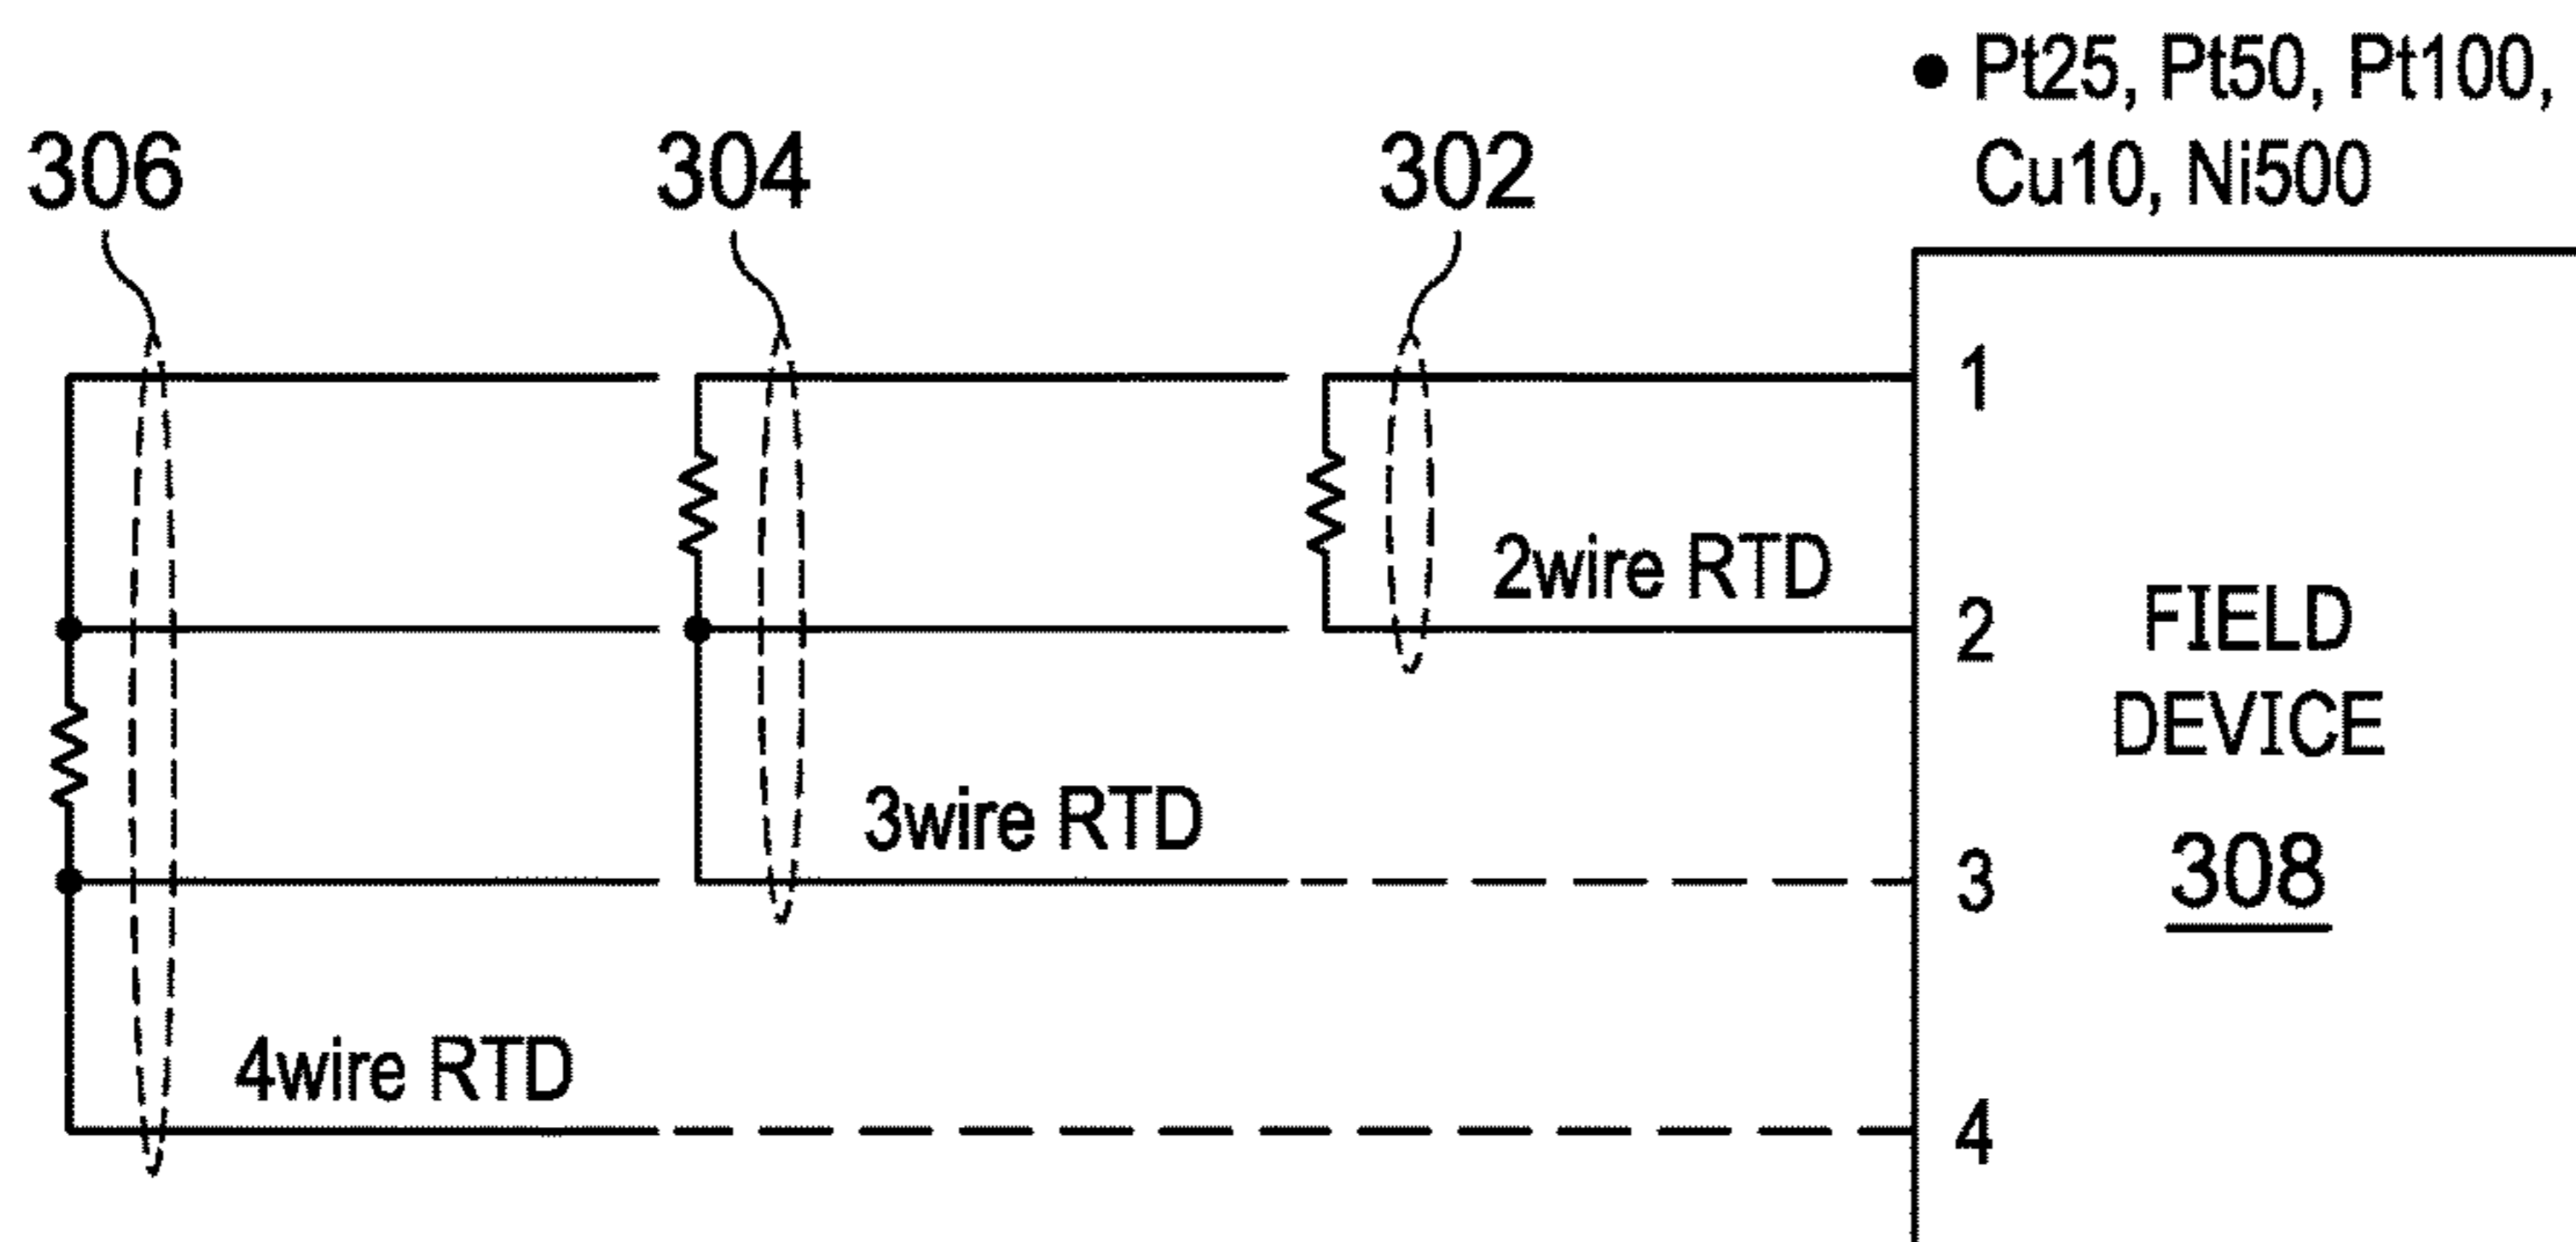 ● Pt25, Pt50, Pt100,
Cu10, Ni500
306
304
302
1
2wire RTD
2
FIELD
DEVICE
3wire RTD
3
308
4wire RTD
4